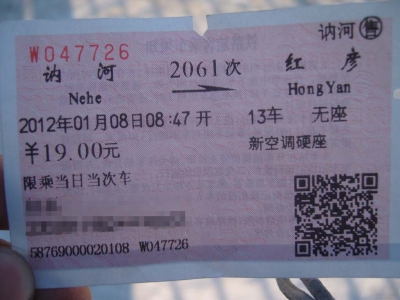 W047726 讷河 售
讷河 2061次 红彦
Nehe HongYan
2012年01月08日08:47开 13车 无座
¥19.00元 新空调硬座
限乘当日当次车
58769000020108 W047726